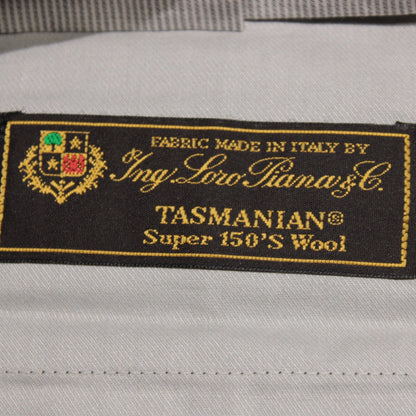 FABRIC MADE IN ITALY BY
Ing. Loro Piana & C.
TASMANIAN®
Super 150'S Wool